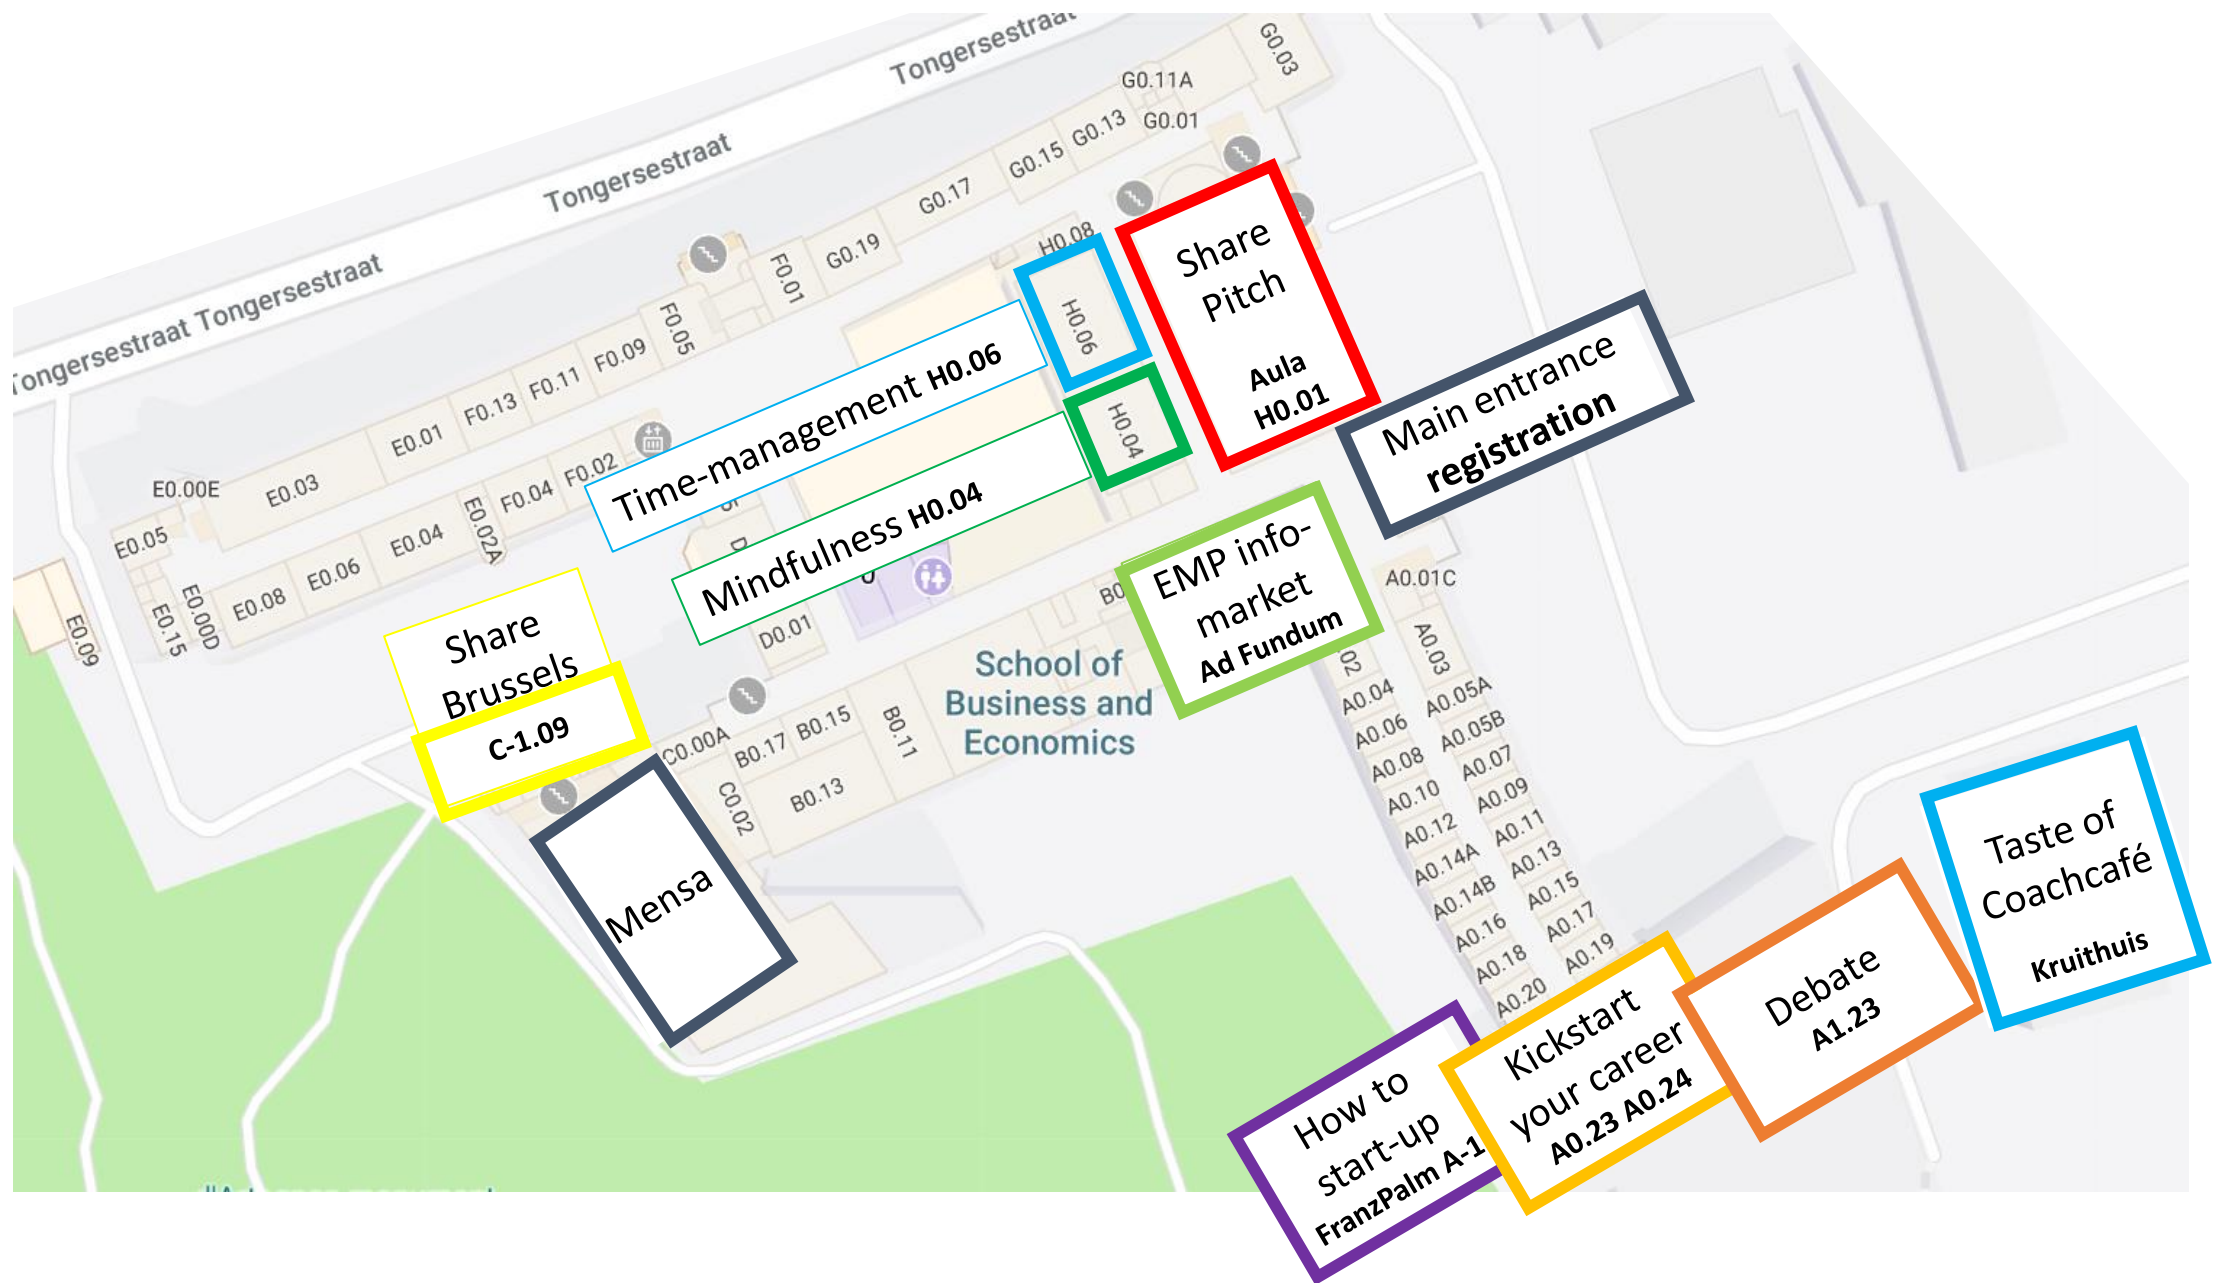 Tongersestraat
Tongersestraat
Tongersestraat
Tongersestraat
G0.03
G0.11A
G0.01
G0.13
G0.15
G0.17
G0.19
F0.01
F0.05
F0.09
F0.11
F0.13
E0.01
E0.03
E0.00E
E0.05
E0.15
E0.00D
E0.08
E0.06
E0.04
E0.02A
F0.04
F0.02
E0.09
H0.08
H0.06
H0.04
Share
Pitch
Aula
H0.01
Time-management H0.06
Mindfulness H0.04
Main entrance
registration
EMP info-
market
Ad Fundum
Share
Brussels
C-1.09
Mensa
D0.01
C0.00A
C0.02
B0.17
B0.15
B0.13
B0.11
School of
Business and
Economics
A0.01C
A0.03
A0.04
A0.05A
A0.06
A0.05B
A0.08
A0.07
A0.10
A0.09
A0.12
A0.11
A0.14A
A0.13
A0.14B
A0.15
A0.16
A0.17
A0.18
A0.19
A0.20
How to
start-up
FranzPalm A-1
Kickstart
your career
A0.23 A0.24
Debate
A1.23
Taste of
Coachcafé
Kruithuis